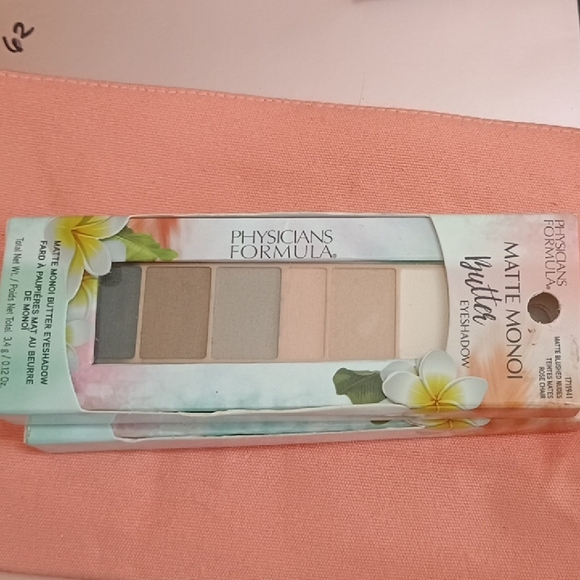 62
PHYSICIANS
FORMULA®
MATTE MONOI BUTTER EYESHADOW
FARD À PAUPIÈRES MAT AU BEURRE
DE MONOÏ
Total Net Wt. / Poids Net Total 3.4 g / 0.12 Oz.
PHYSICIANS
FORMULA®
MATTE MONOI
Butter
EYESHADOW
1711941
MATTE BLUSHED NUDES
TEINTES MATES
ROSE CHAIR